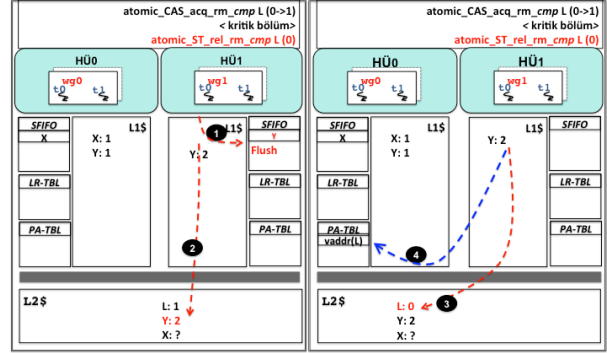 atomic_CAS_acq_rm_cmp L (0->1)
< kritik bölüm>
atomic_ST_rel_rm_cmp L (0)
HÜ0
wg0
t0 t1
HÜ1
wg1
t0 t1
SFIFO
X
LR-TBL
PA-TBL
L1$
X: 1
Y: 1
1
L1$
Y: 2
SFIFO
Y
Flush
LR-TBL
PA-TBL
2
L2$
L: 1
Y: 2
X: ?
atomic_CAS_acq_rm_cmp L (0->1)
< kritik bölüm>
atomic_ST_rel_rm_cmp L (0)
HÜ0
wg0
t0 t1
HÜ1
wg1
t0 t1
SFIFO
X
LR-TBL
PA-TBL
vaddr(L)
L1$
X: 1
Y: 1
4
L1$
Y: 2
SFIFO
LR-TBL
PA-TBL
L2$
L: 0
3
Y: 2
X: ?